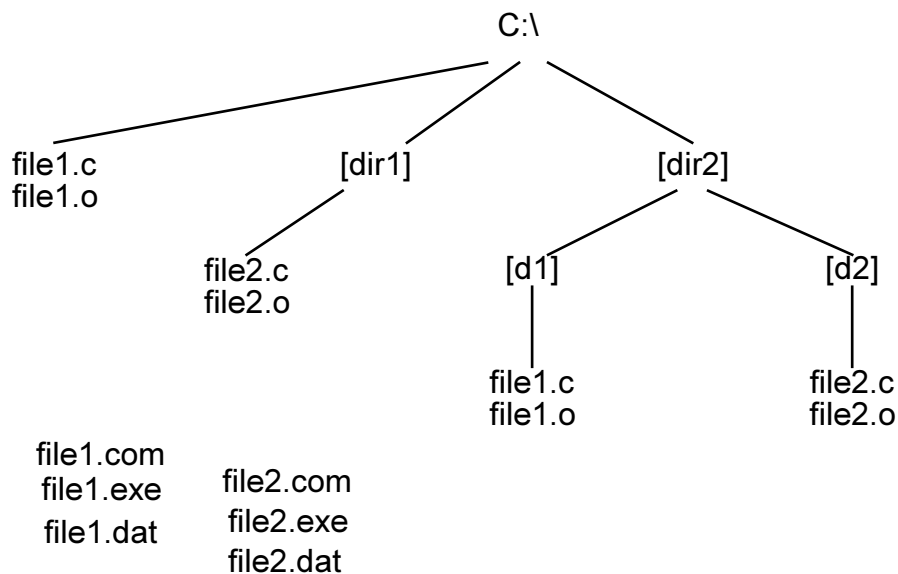 C:\
file1.c
file1.o
[dir1]
[dir2]
file2.c
file2.o
[d1]
[d2]
file1.c
file1.o
file2.c
file2.o
file1.com
file1.exe
file1.dat
file2.com
file2.exe
file2.dat